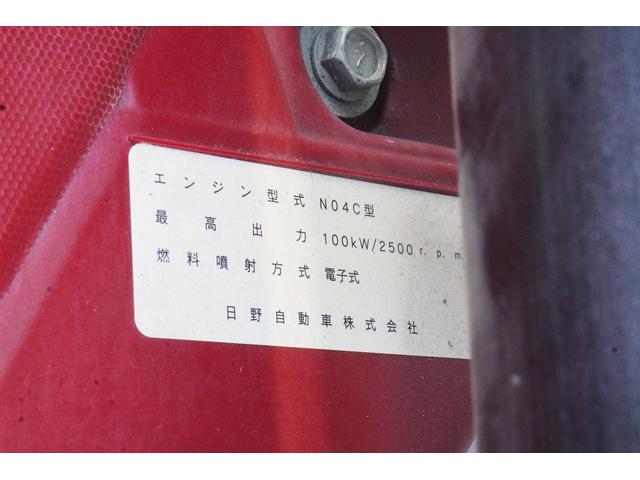 エンジン型式 N04C型
最高出力 100kW/2500 r. p. m.
燃料噴射方式 電子式
日野自動車株式会社